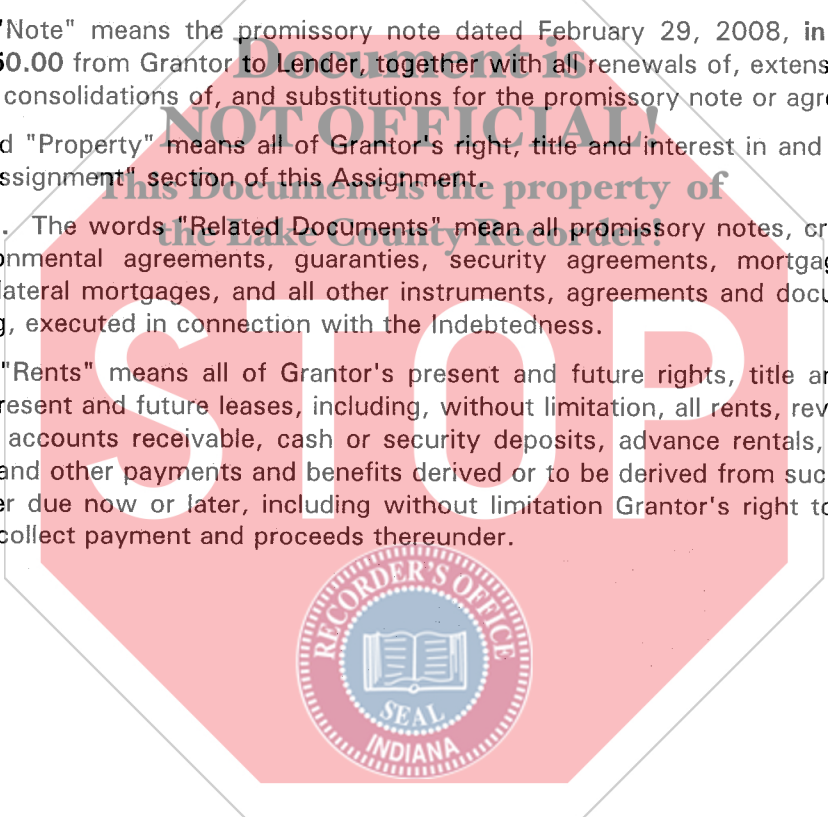 "Note" means the promissory note dated February 29, 2008, in
50.00 from Grantor to Lender, together with all renewals of, extens
consolidations of, and substitutions for the promissory note or agre
d "Property" means all of Grantor's right, title and interest in and
ssignment" section of this Assignment.
. The words "Related Documents" mean all promissory notes, cr
onmental agreements, guaranties, security agreements, mortgag
lateral mortgages, and all other instruments, agreements and docu
g, executed in connection with the Indebtedness.
"Rents" means all of Grantor's present and future rights, title an
resent and future leases, including, without limitation, all rents, rev
accounts receivable, cash or security deposits, advance rentals,
and other payments and benefits derived or to be derived from suc
er due now or later, including without limitation Grantor's right to
collect payment and proceeds thereunder.
Document is
NOT OFFICIAL!
This Document is the property of
the Lake County Recorder!
STOP
RECORDER'S OFFICE
SEAL
INDIANA